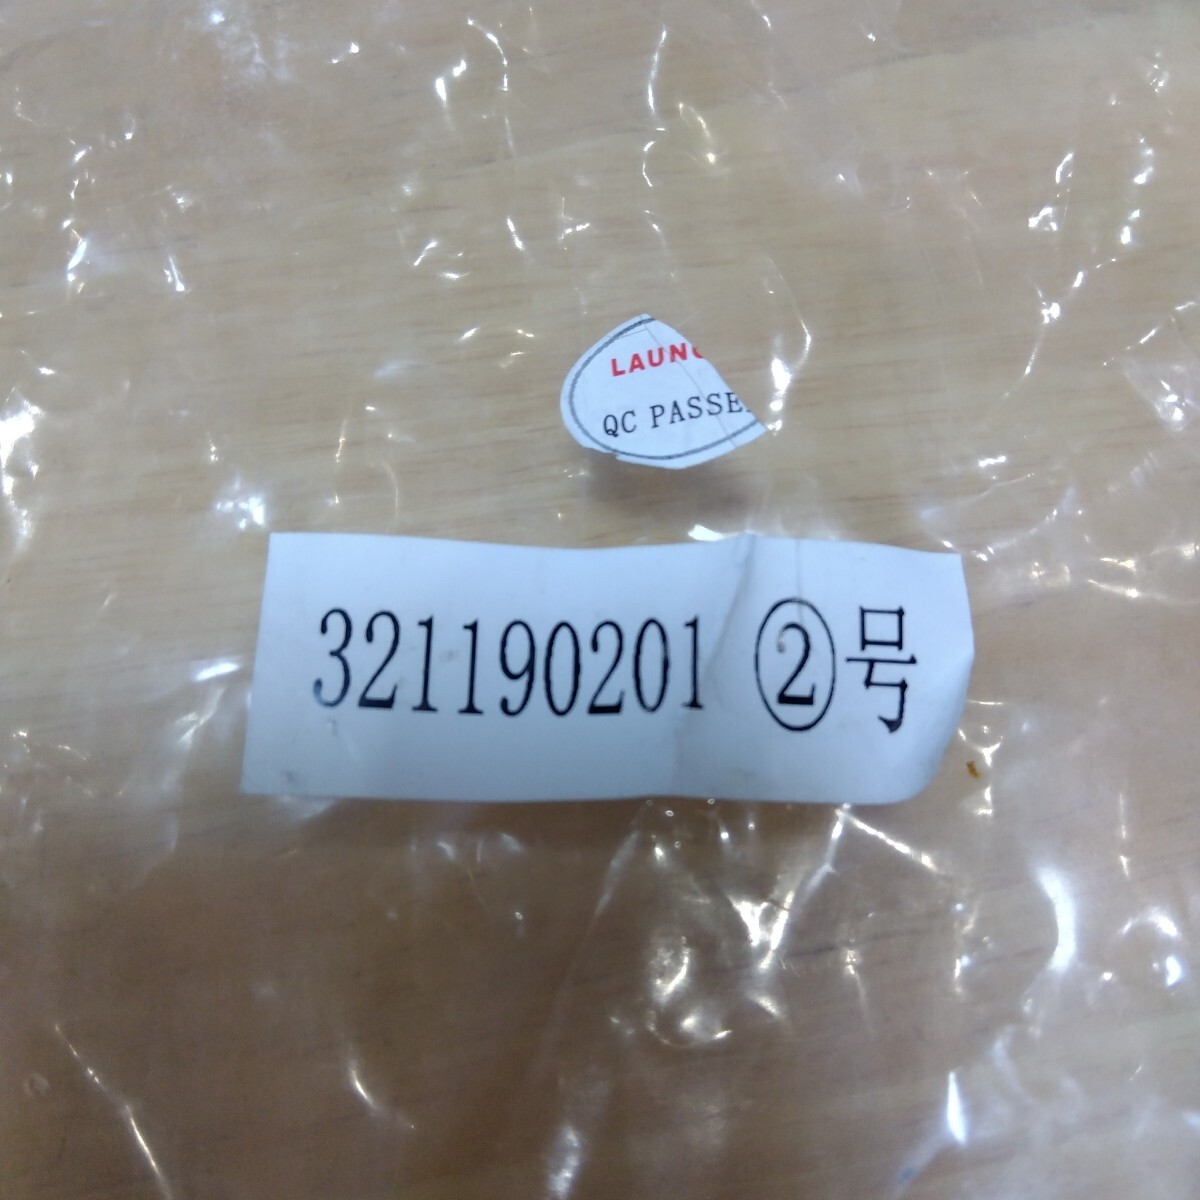 LAUNC
QC PASSE
321190201 ②号